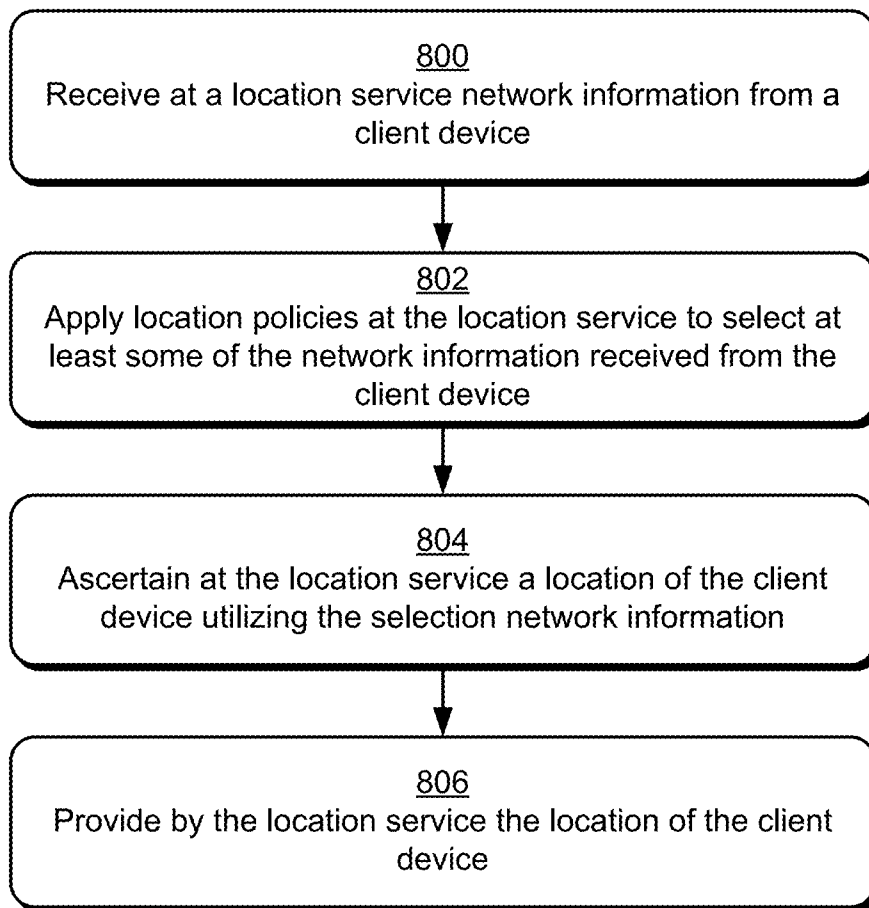 800
Receive at a location service network information from a
client device
802
Apply location policies at the location service to select at
least some of the network information received from the
client device
804
Ascertain at the location service a location of the client
device utilizing the selection network information
806
Provide by the location service the location of the client
device